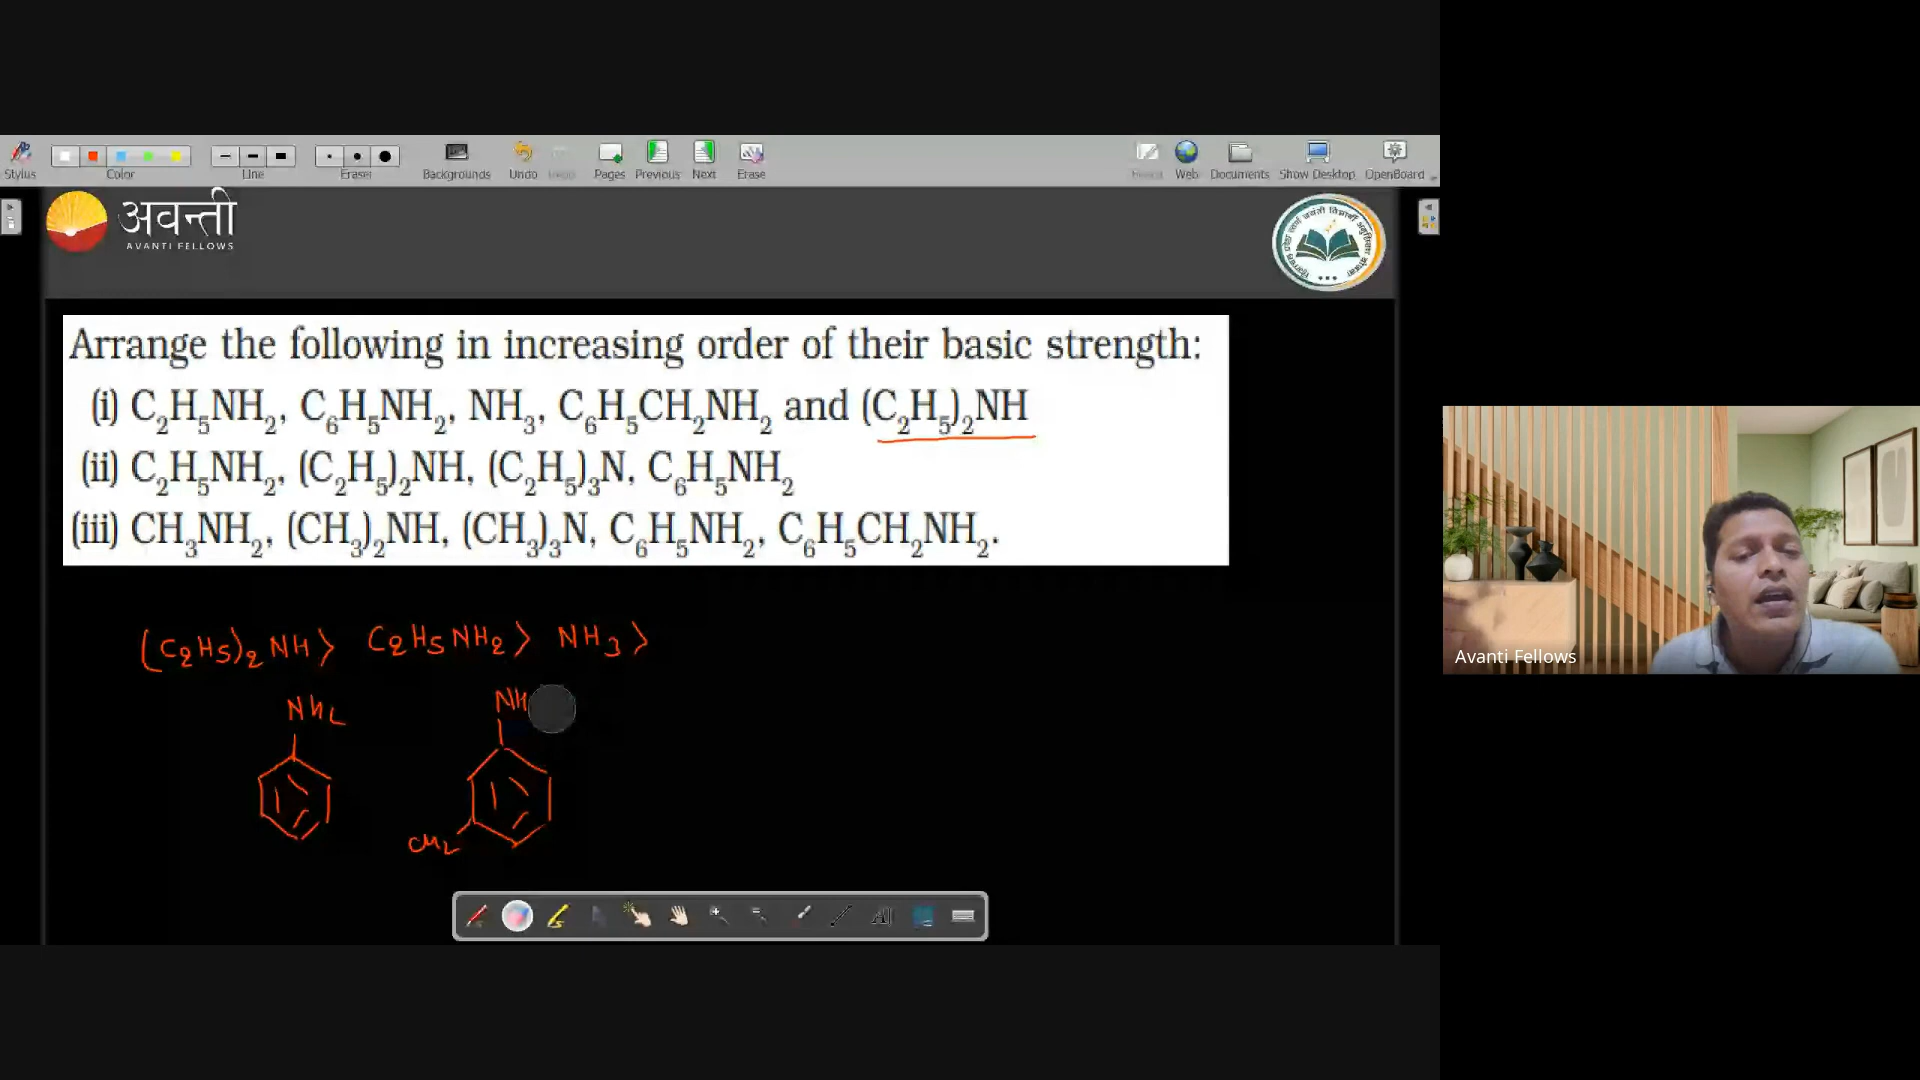 Stylus Color Line Eraser Backgrounds Undo Pages Previous Next Erase Web Documents Show Desktop OpenBoard
अवन्ती
AVANTI FELLOWS
Arrange the following in increasing order of their basic strength:
(i) C₂H₅NH₂, C₆H₅NH₂, NH₃, C₆H₅CH₂NH₂ and (C₂H₅)₂NH
(ii) C₂H₅NH₂, (C₂H₅)₂NH, (C₂H₅)₃N, C₆H₅NH₂
(iii) CH₃NH₂, (CH₃)₂NH, (CH₃)₃N, C₆H₅NH₂, C₆H₅CH₂NH₂.
(C₂H₅)₂NH > C₂H₅NH₂ > NH₃ >
NH₂ NH
CH₂
Avanti Fellows